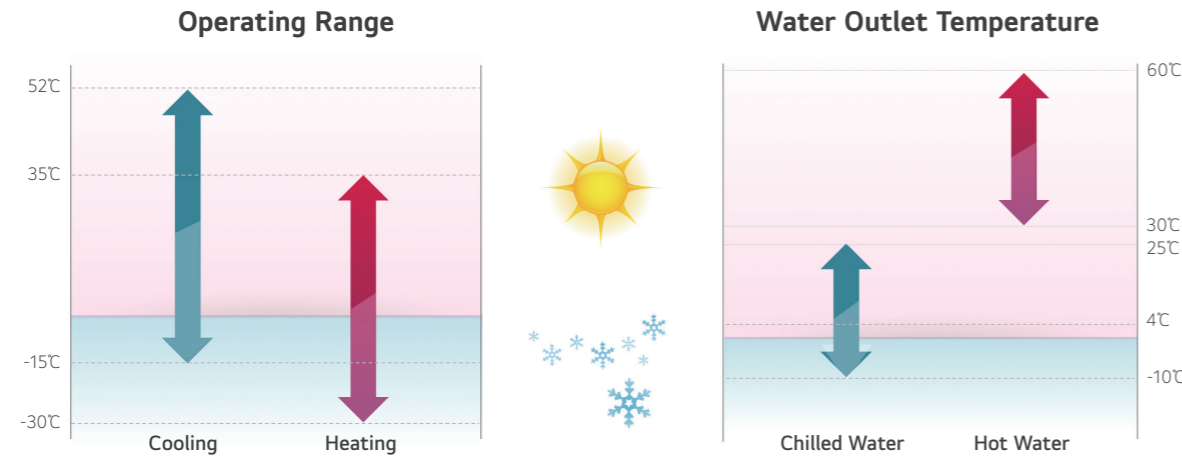 Operating Range
52℃
35℃
-15℃
-30℃
Cooling
Heating
Water Outlet Temperature
60℃
30℃
25℃
4℃
-10℃
Chilled Water
Hot Water